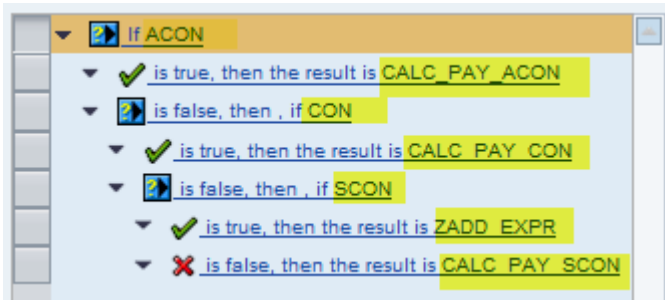 If ACON
is true, then the result is CALC_PAY_ACON
is false, then , if CON
is true, then the result is CALC_PAY_CON
is false, then , if SCON
is true, then the result is ZADD_EXPR
is false, then the result is CALC_PAY_SCON